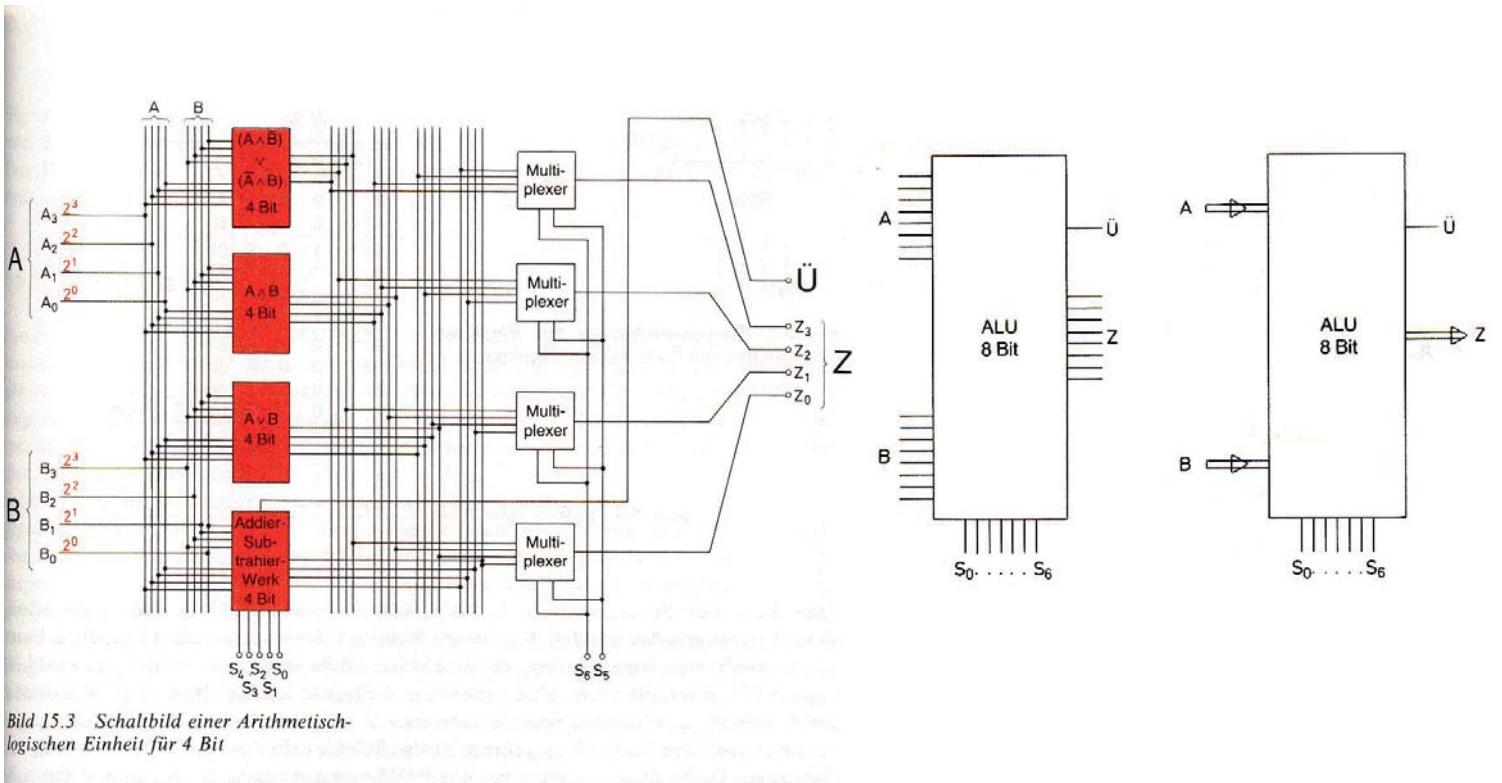 A B
(A∧B̅)
∨
(A̅∧B)
4 Bit
A
A₃ 2³
A₂ 2²
A₁ 2¹
A₀ 2⁰
A∧B
4 Bit
A∨B
4 Bit
B
B₃ 2³
B₂ 2²
B₁ 2¹
B₀ 2⁰
Addier-
Sub-
trahier-
Werk
4 Bit
S₄ S₂ S₀
S₃ S₁
Multi-
plexer
Multi-
plexer
Multi-
plexer
Multi-
plexer
S₆ S₅
Ü
Z₃
Z₂
Z₁
Z₀
Z
A
B
ALU
8 Bit
Ü
Z
S₀ . . . . . S₆
A
B
ALU
8 Bit
Ü
Z
S₀ . . . . . S₆
Bild 15.3 Schaltbild einer Arithmetisch-
logischen Einheit für 4 Bit